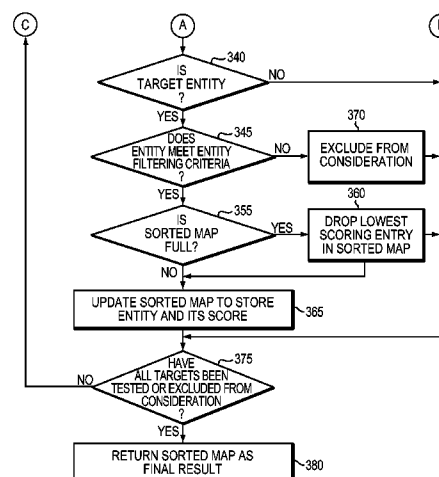 C
A
340
IS
TARGET ENTITY
?
NO
YES
345
DOES
ENTITY MEET ENTITY
FILTERING CRITERIA
?
NO
370
EXCLUDE FROM
CONSIDERATION
YES
355
IS
SORTED MAP
FULL?
YES
360
DROP LOWEST
SCORING ENTRY
IN SORTED MAP
NO
UPDATE SORTED MAP TO STORE
ENTITY AND ITS SCORE
365
375
HAVE
ALL TARGETS BEEN
TESTED OR EXCLUDED FROM
CONSIDERATION
?
NO
YES
RETURN SORTED MAP AS
FINAL RESULT
380